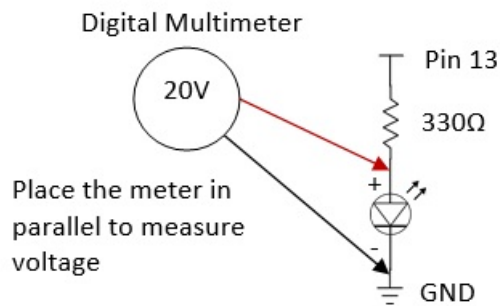 Digital Multimeter
20V
Pin 13
330Ω
+
Place the meter in
parallel to measure
voltage
-
GND